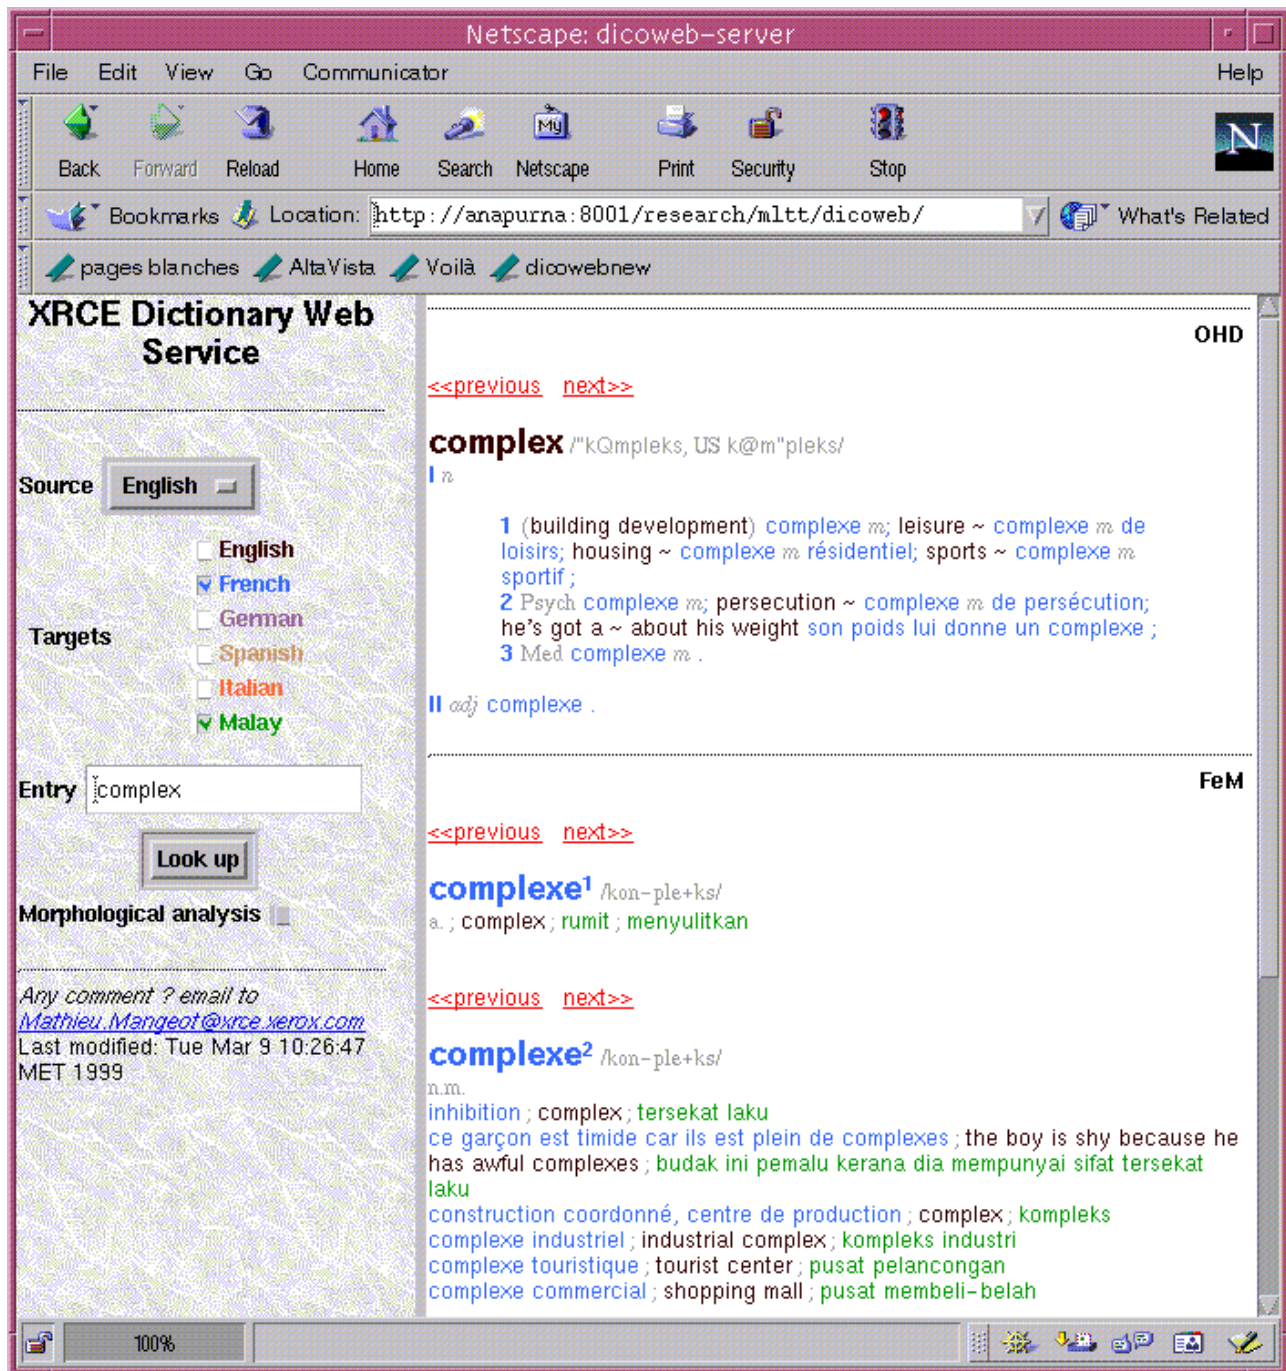 Netscape: dicoweb-server
File Edit View Go Communicator Help
Back Forward Reload Home Search Netscape Print Security Stop
My
N
Bookmarks Location: http://anapurna:8001/research/mltt/dicoweb/ What's Related
pages blanches AltaVista Voilà dicowebnew
XRCE Dictionary Web
Service
Source English
Targets
English
French
German
Spanish
Italian
Malay
Entry complex
Look up
Morphological analysis
Any comment ? email to
Mathieu.Mangeot@xrce.xerox.com
Last modified: Tue Mar 9 10:26:47
MET 1999
OHD
<<previous next>>
complex /"kQmpleks, US k@m"pleks/
I n
1 (building development) complexe m; leisure ~ complexe m de
loisirs; housing ~ complexe m résidentiel; sports ~ complexe m
sportif ;
2 Psych complexe m; persecution ~ complexe m de persécution;
he's got a ~ about his weight son poids lui donne un complexe ;
3 Med complexe m .
II adj complexe .
FeM
<<previous next>>
complexe¹ /kon-ple+ks/
a. ; complex ; rumit ; menyulitkan
<<previous next>>
complexe² /kon-ple+ks/
n.m.
inhibition ; complex ; tersekat laku
ce garçon est timide car ils est plein de complexes ; the boy is shy because he
has awful complexes ; budak ini pemalu kerana dia mempunyai sifat tersekat
laku
construction coordonné, centre de production ; complex ; kompleks
complexe industriel ; industrial complex ; kompleks industri
complexe touristique ; tourist center ; pusat pelancongan
complexe commercial ; shopping mall ; pusat membeli-belah
100%